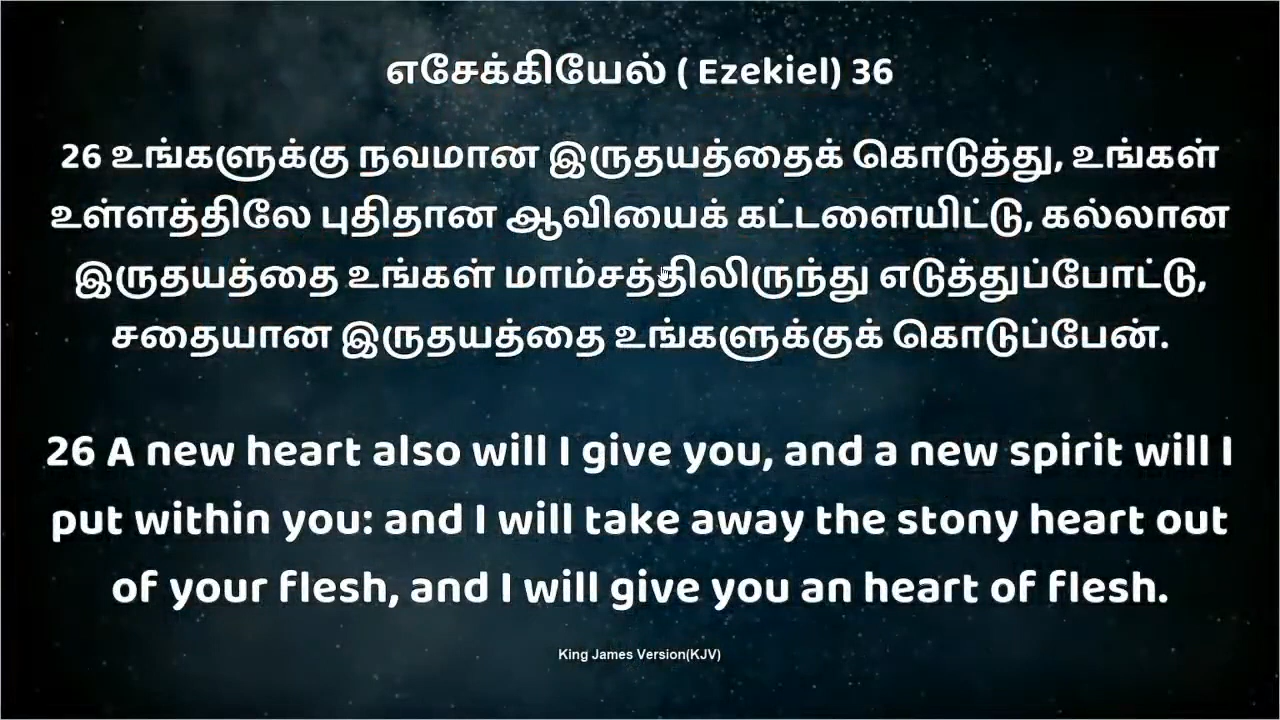 எசேக்கியேல் ( Ezekiel) 36
26 உங்களுக்கு நவமான இருதயத்தைக் கொடுத்து, உங்கள்
உள்ளத்திலே புதிதான ஆவியைக் கட்டளையிட்டு, கல்லான
இருதயத்தை உங்கள் மாம்சத்திலிருந்து எடுத்துப்போட்டு,
சதையான இருதயத்தை உங்களுக்குக் கொடுப்பேன்.
26 A new heart also will I give you, and a new spirit will I
put within you: and I will take away the stony heart out
of your flesh, and I will give you an heart of flesh.
King James Version(KJV)